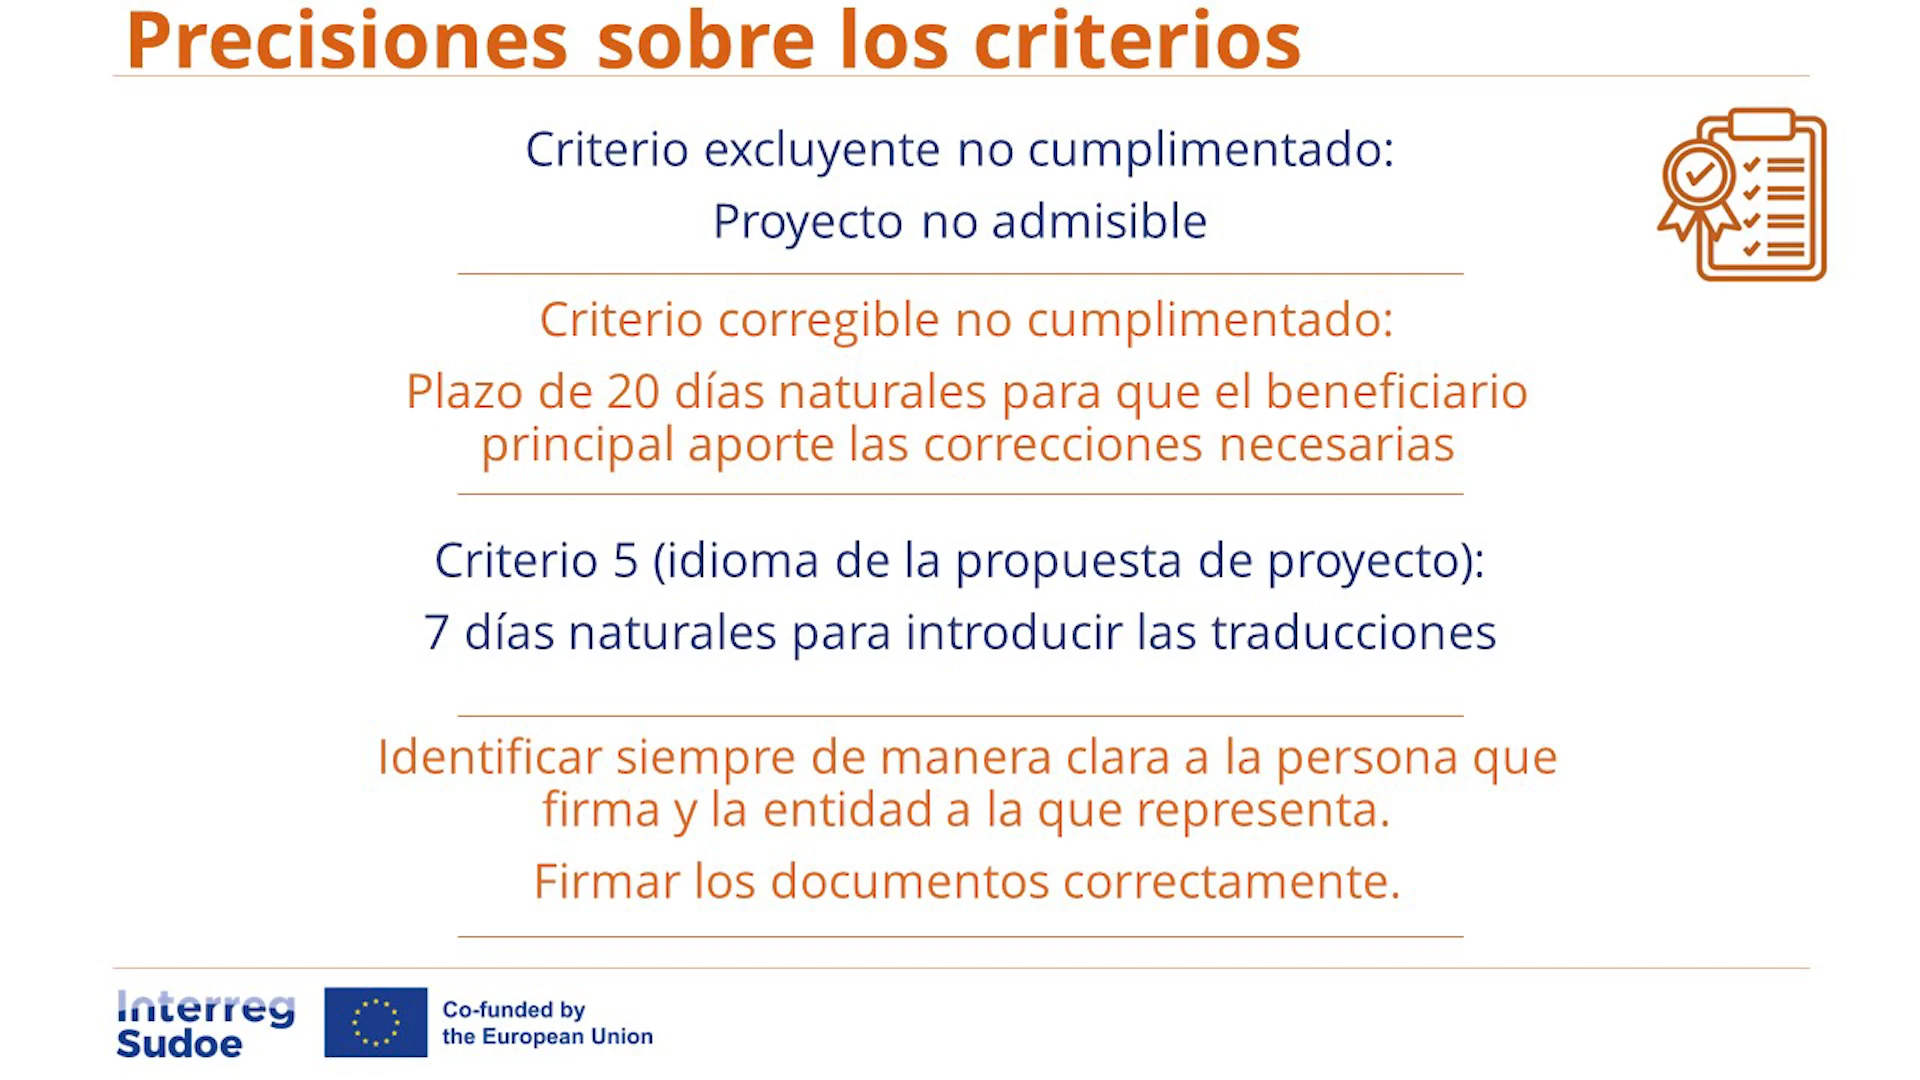 Precisiones sobre los criterios
Criterio excluyente no cumplimentado:
Proyecto no admisible
Criterio corregible no cumplimentado:
Plazo de 20 días naturales para que el beneficiario
principal aporte las correcciones necesarias
Criterio 5 (idioma de la propuesta de proyecto):
7 días naturales para introducir las traducciones
Identificar siempre de manera clara a la persona que
firma y la entidad a la que representa.
Firmar los documentos correctamente.
Interreg
Sudoe
Co-funded by
the European Union